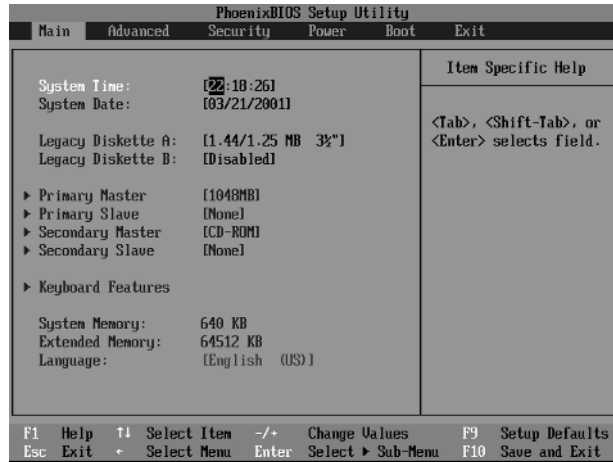 PhoenixBIOS Setup Utility
Main Advanced Security Power Boot Exit
Item Specific Help
System Time: [22:18:26]
System Date: [03/21/2001]
<Tab>, <Shift-Tab>, or
<Enter> selects field.
Legacy Diskette A: [1.44/1.25 MB 3½"]
Legacy Diskette B: [Disabled]
▶ Primary Master [1048MB]
▶ Primary Slave [None]
▶ Secondary Master [CD-ROM]
▶ Secondary Slave [None]
▶ Keyboard Features
System Memory: 640 KB
Extended Memory: 64512 KB
Language: [English (US)]
F1 Help ↑↓ Select Item -/+ Change Values F9 Setup Defaults
Esc Exit ← Select Menu Enter Select ▶ Sub-Menu F10 Save and Exit